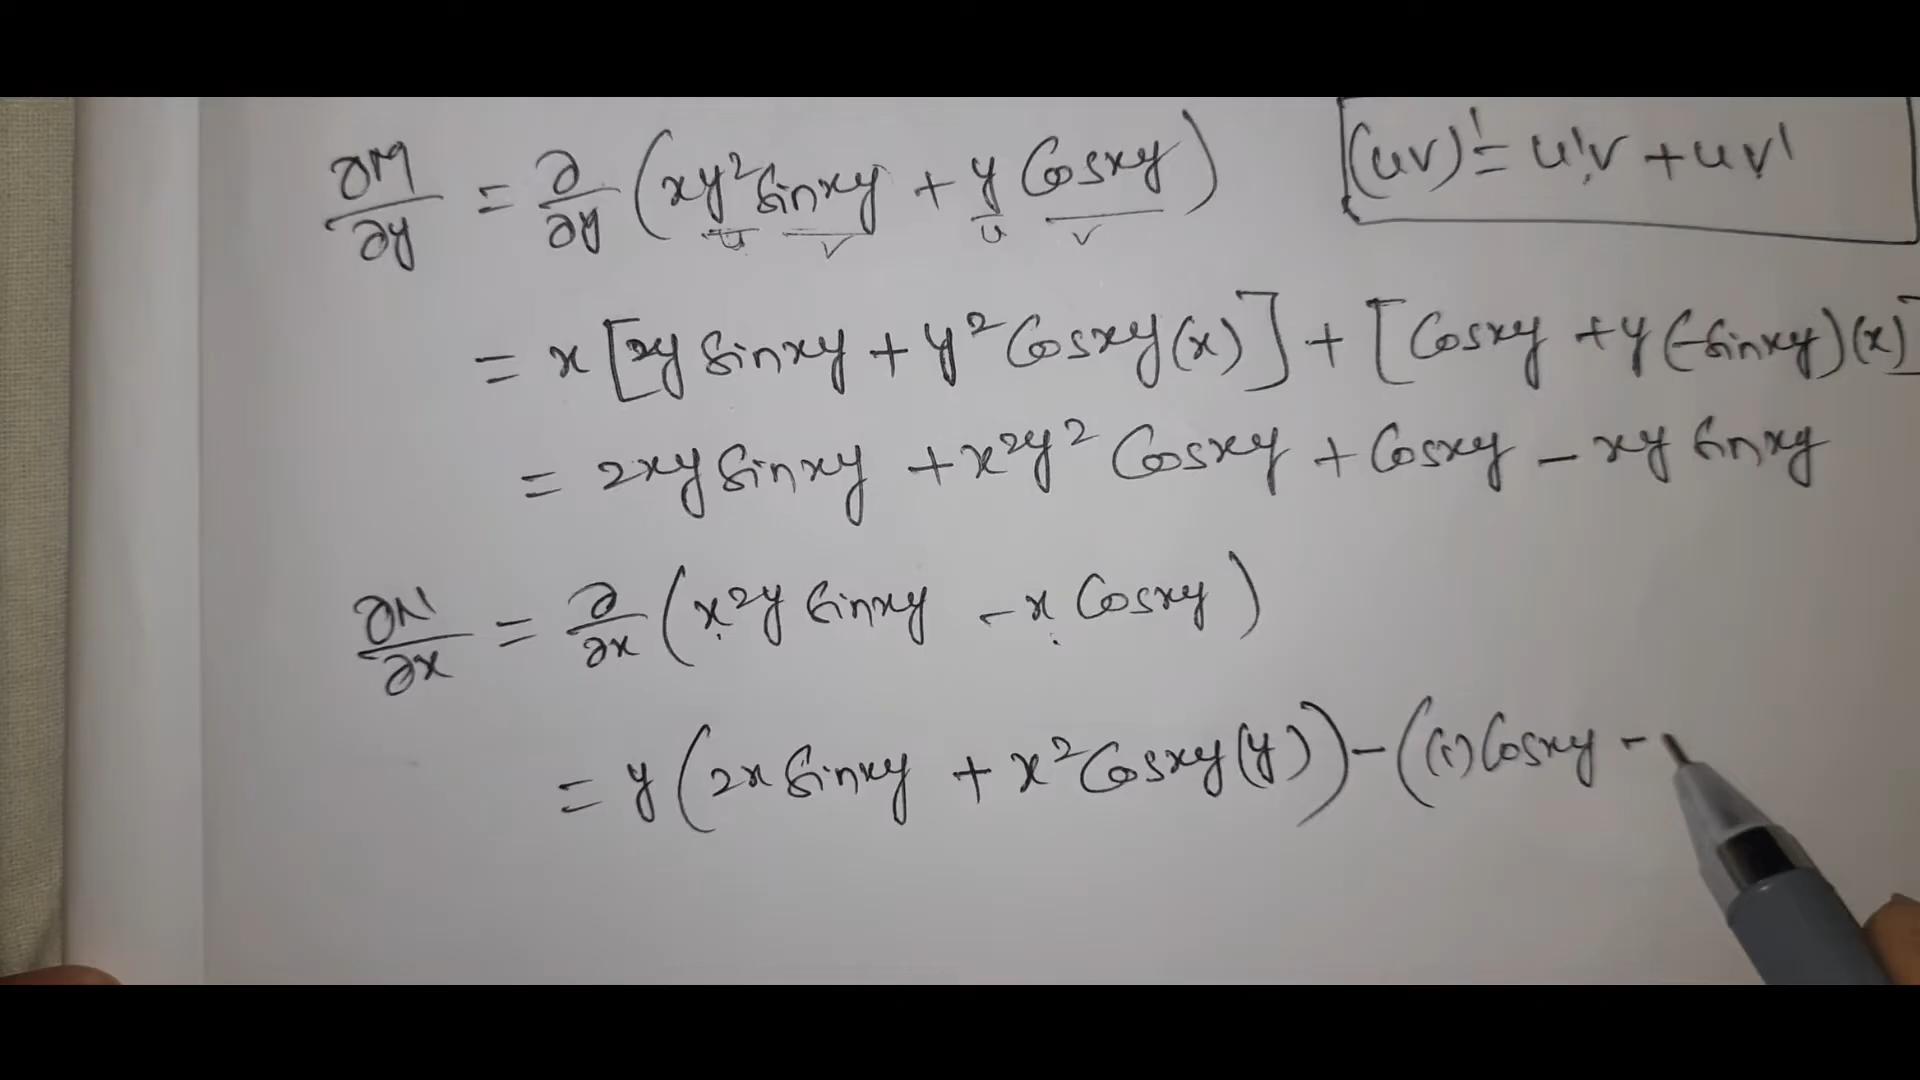 ∂M/∂y = ∂/∂y (xy² sinxy + y Cosxy) (uv)' = u'v + uv'
u v u v
= x [2y sinxy + y² Cosxy (x)] + [Cosxy + y (-sinxy) (x)]
= 2xy sinxy + x²y² Cosxy + Cosxy - xy sinxy
∂N/∂x = ∂/∂x (x²y sinxy - x Cosxy)
= y (2x sinxy + x² Cosxy (y)) - ((1) Cosxy -